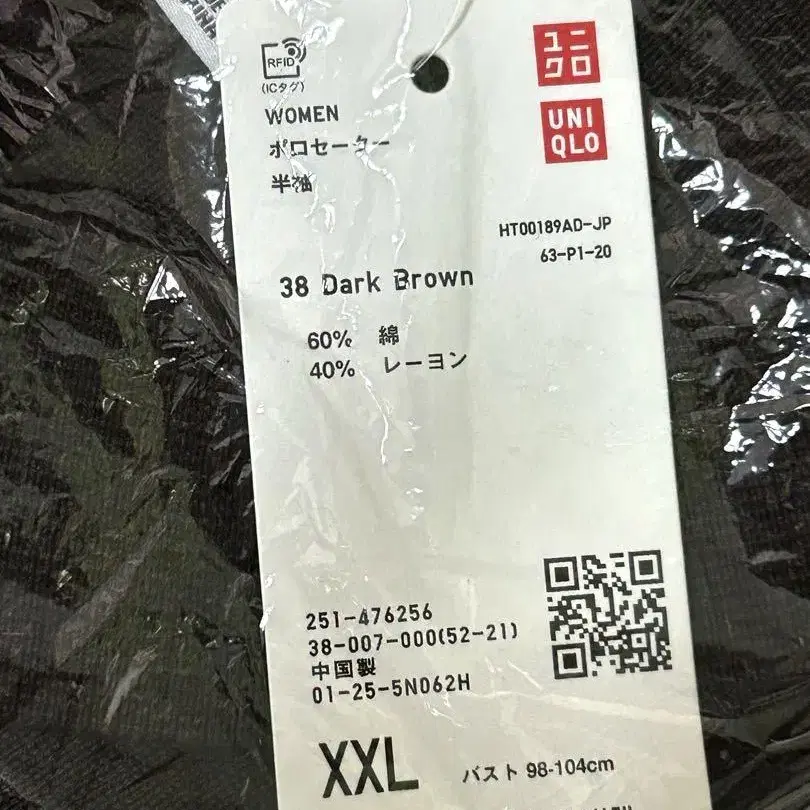 RFID
(ICタグ)
ユニ
クロ
UNI
QLO
WOMEN
ポロセーター
半袖
HT00189AD-JP
63-P1-20
38 Dark Brown
60% 綿
40% レーヨン
251-476256
38-007-000(52-21)
中国製
01-25-5N062H
XXL
バスト 98-104cm